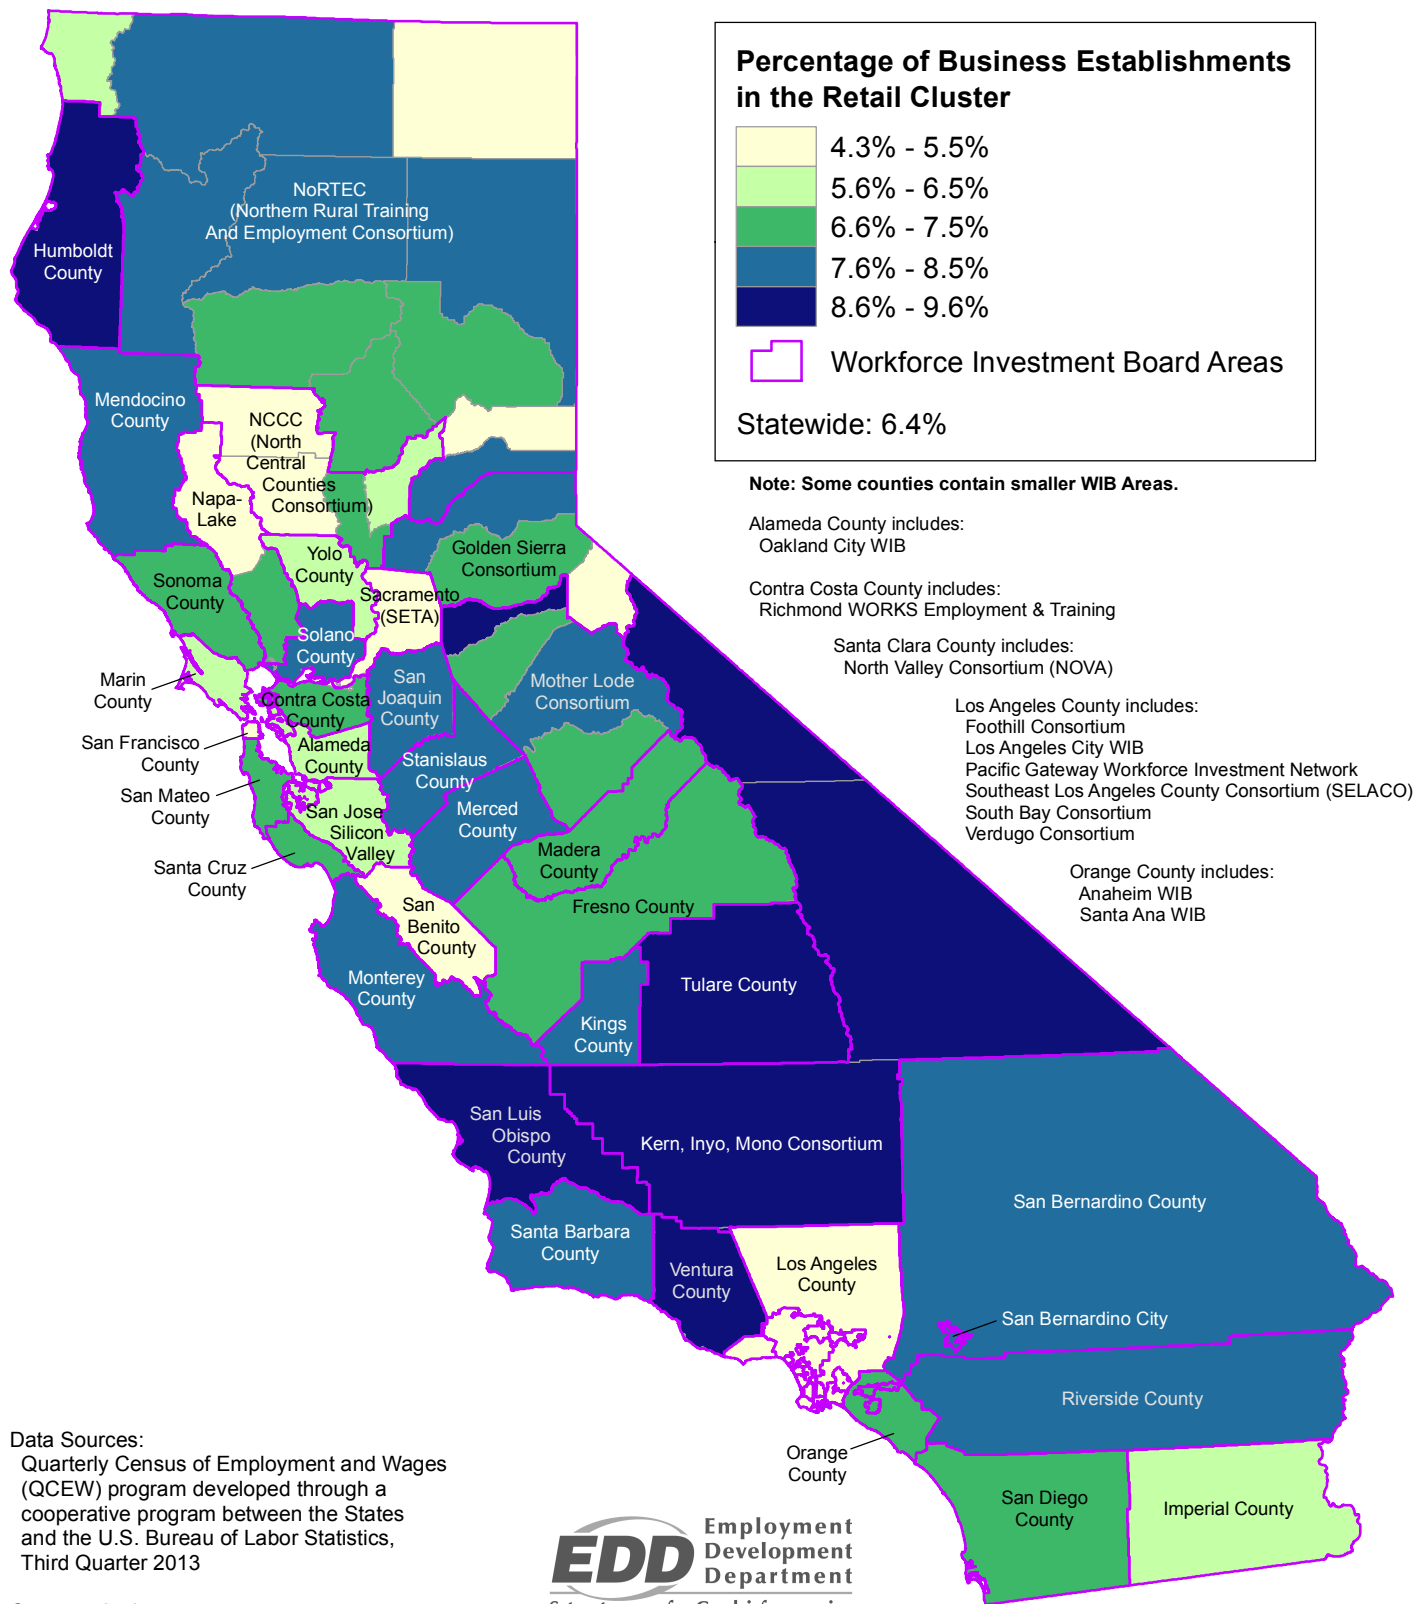 Percentage of Business Establishments
in the Retail Cluster
4.3% - 5.5%
5.6% - 6.5%
6.6% - 7.5%
7.6% - 8.5%
8.6% - 9.6%
Workforce Investment Board Areas
Statewide: 6.4%
Note: Some counties contain smaller WIB Areas.
Alameda County includes:
Oakland City WIB
Contra Costa County includes:
Richmond WORKS Employment & Training
Santa Clara County includes:
North Valley Consortium (NOVA)
Los Angeles County includes:
Foothill Consortium
Los Angeles City WIB
Pacific Gateway Workforce Investment Network
Southeast Los Angeles County Consortium (SELACO)
South Bay Consortium
Verdugo Consortium
Orange County includes:
Anaheim WIB
Santa Ana WIB
NoRTEC
(Northern Rural Training
And Employment Consortium)
Humboldt
County
Mendocino
County
NCCC
(North
Central
Counties
Consortium)
Napa-
Lake
Yolo
County
Golden Sierra
Consortium
Sonoma
County
Sacramento
(SETA)
Solano
County
Marin
County
Contra Costa
County
San
Joaquin
County
Mother Lode
Consortium
San Francisco
County
Alameda
County
Stanislaus
County
San Mateo
County
San Jose
Silicon
Valley
Merced
County
Santa Cruz
County
Madera
County
San
Benito
County
Fresno County
Monterey
County
Tulare County
Kings
County
San Luis
Obispo
County
Kern, Inyo, Mono Consortium
San Bernardino County
Santa Barbara
County
Ventura
County
Los Angeles
County
San Bernardino City
Riverside County
Orange
County
San Diego
County
Imperial County
Data Sources:
Quarterly Census of Employment and Wages
(QCEW) program developed through a
cooperative program between the States
and the U.S. Bureau of Labor Statistics,
Third Quarter 2013
EDD
Employment
Development
Department